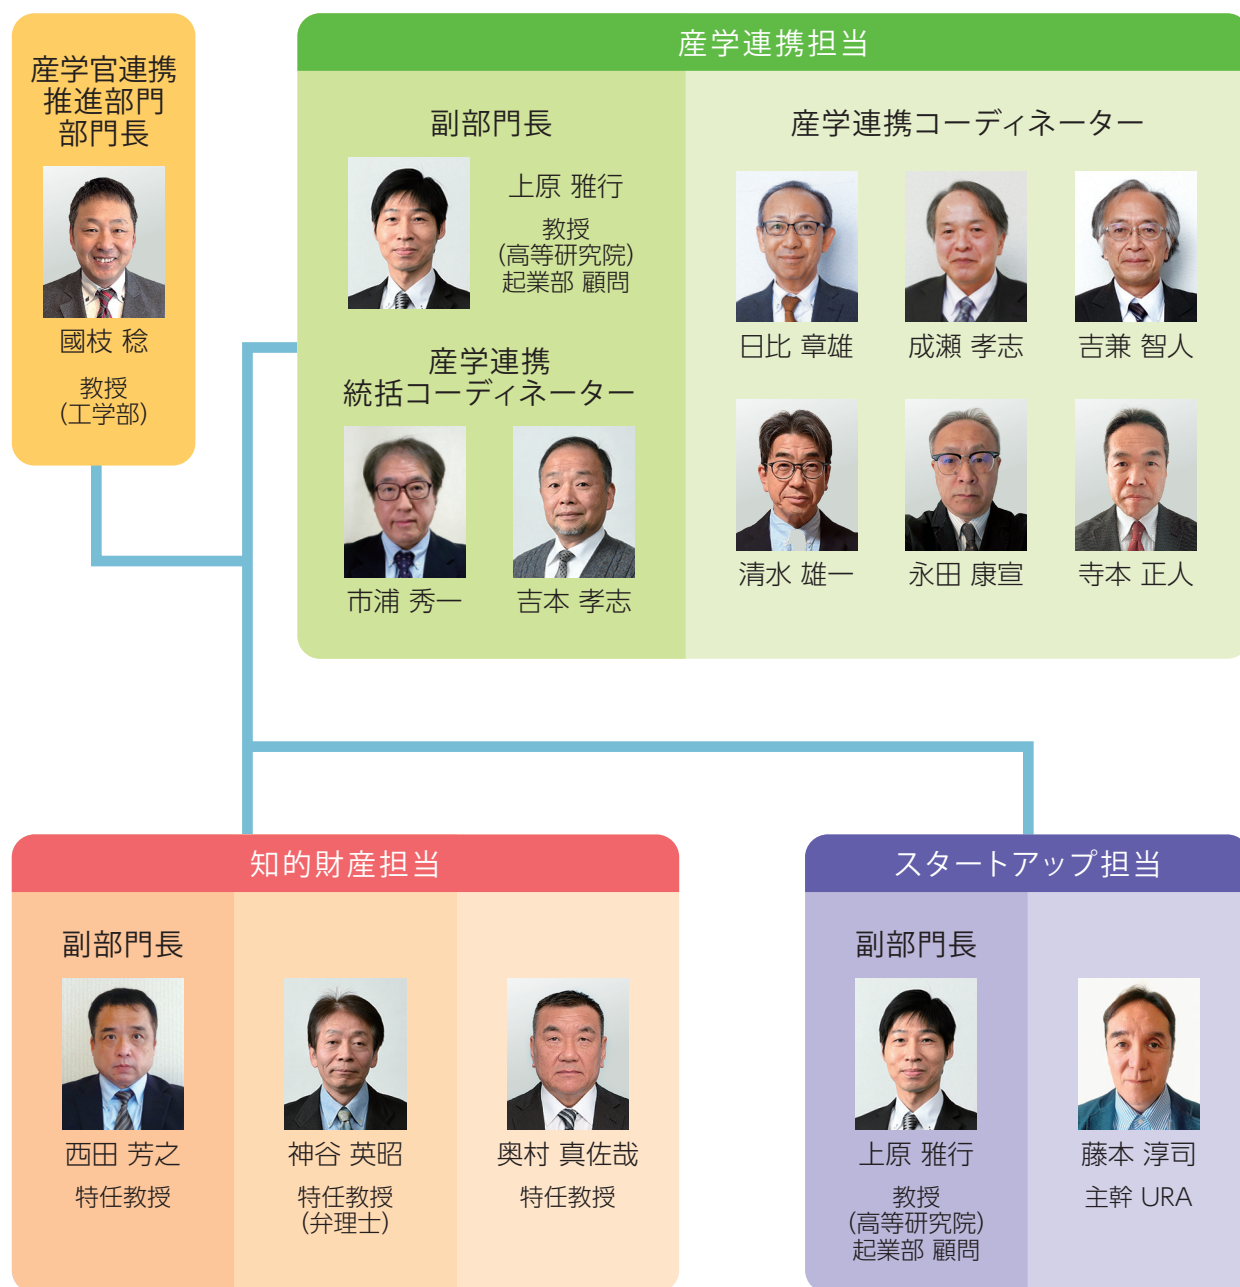 産学官連携
推進部門
部門長
國枝 稔
教授
(工学部)
産学連携担当
副部門長
上原 雅行
教授
(高等研究院)
起業部 顧問
産学連携
統括コーディネーター
市浦 秀一
吉本 孝志
産学連携コーディネーター
日比 章雄
成瀬 孝志
吉兼 智人
清水 雄一
永田 康宣
寺本 正人
知的財産担当
副部門長
西田 芳之
特任教授
神谷 英昭
特任教授
(弁理士)
奥村 真佐哉
特任教授
スタートアップ担当
副部門長
上原 雅行
教授
(高等研究院)
起業部 顧問
藤本 淳司
主幹 URA